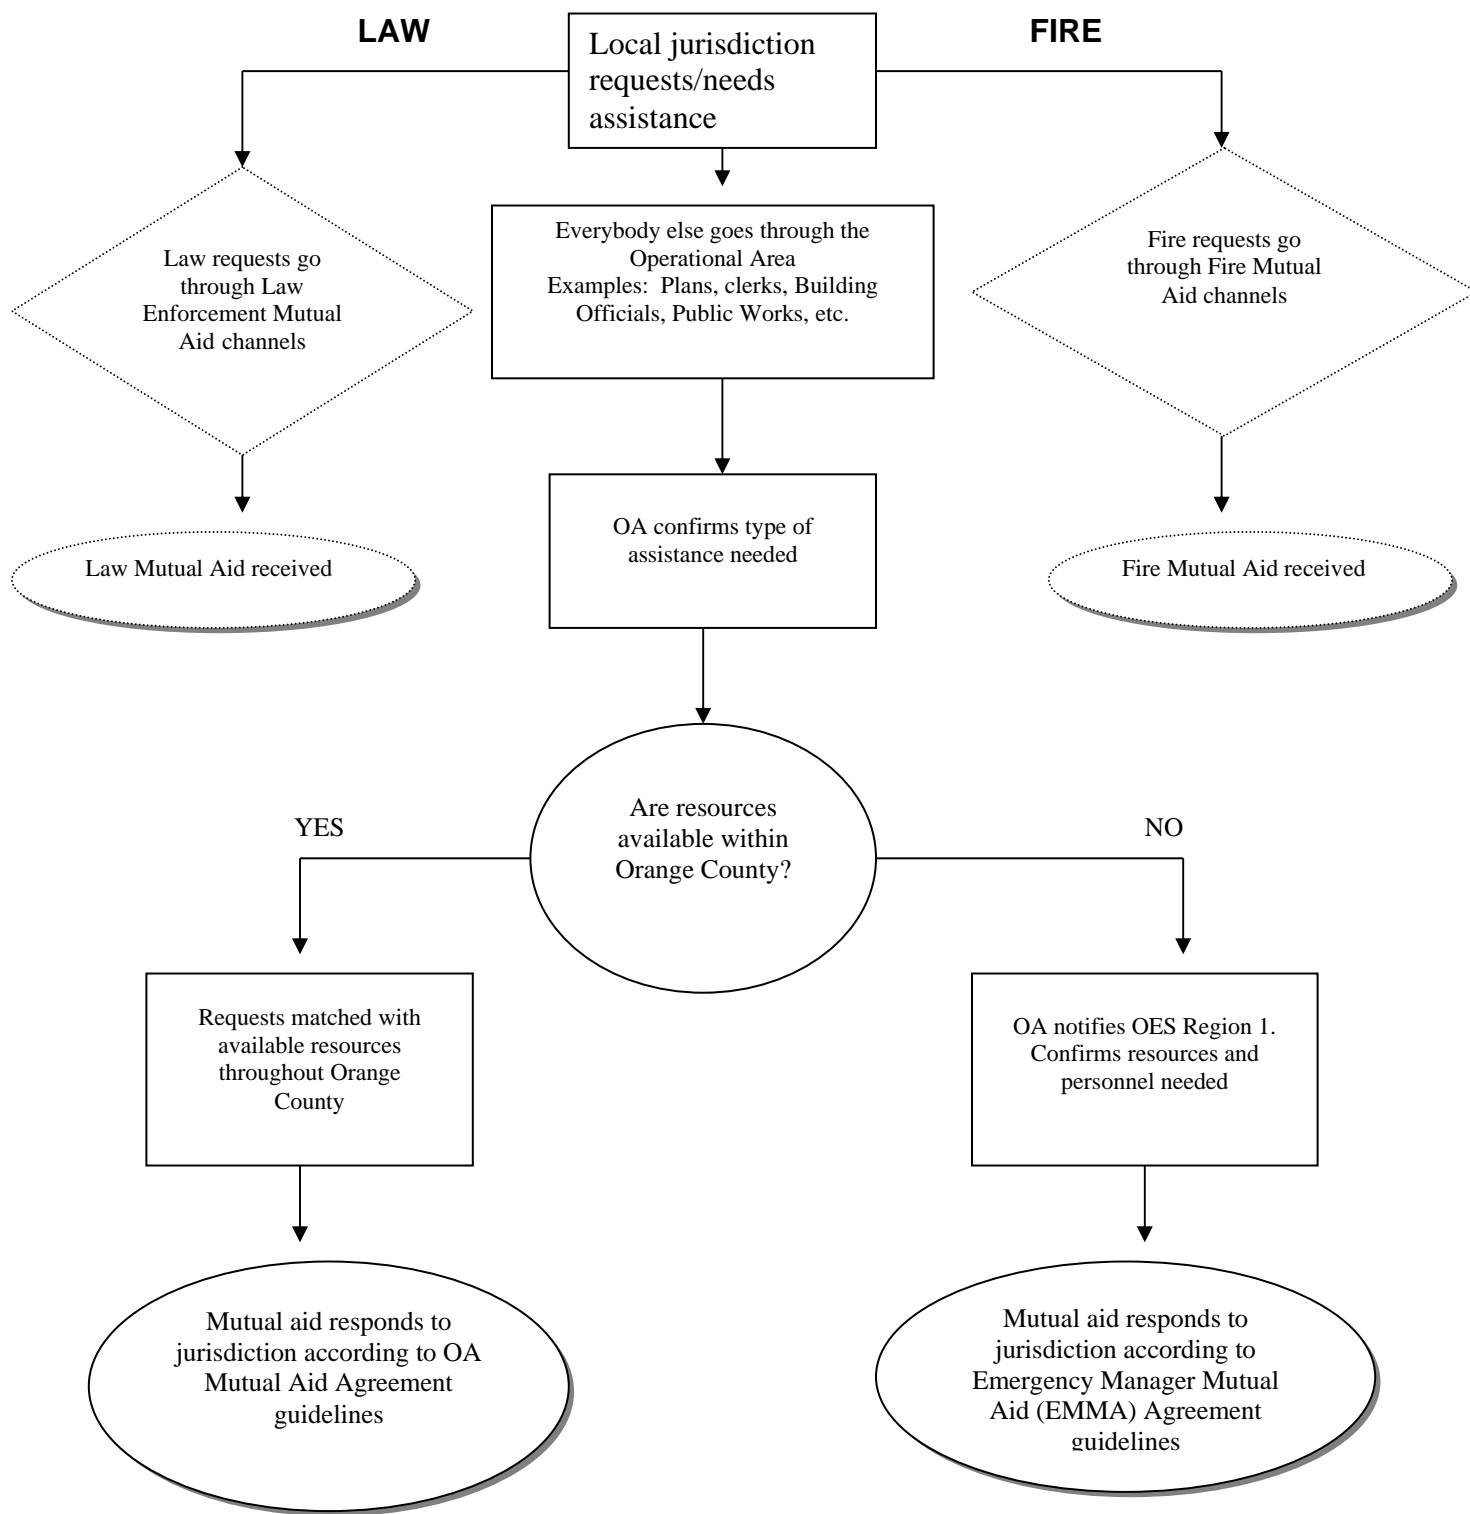 LAW
FIRE
Local jurisdiction
requests/needs
assistance
Law requests go
through Law
Enforcement Mutual
Aid channels
Everybody else goes through the
Operational Area
Examples:  Plans, clerks, Building
Officials, Public Works, etc.
Fire requests go
through Fire Mutual
Aid channels
Law Mutual Aid received
OA confirms type of
assistance needed
Fire Mutual Aid received
Are resources
available within
Orange County?
YES
NO
Requests matched with
available resources
throughout Orange
County
OA notifies OES Region 1.
Confirms resources and
personnel needed
Mutual aid responds to
jurisdiction according to OA
Mutual Aid Agreement
guidelines
Mutual aid responds to
jurisdiction according to
Emergency Manager Mutual
Aid (EMMA) Agreement
guidelines